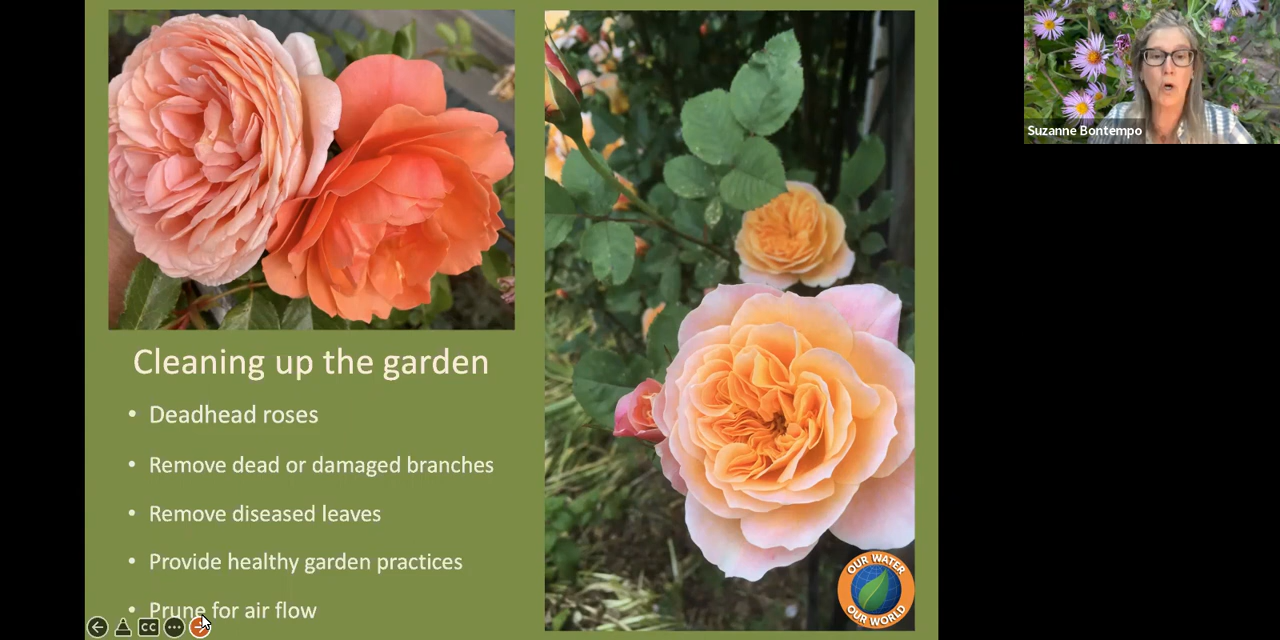 Suzanne Bontempo
Cleaning up the garden
• Deadhead roses
• Remove dead or damaged branches
• Remove diseased leaves
• Provide healthy garden practices
• Prune for air flow
CC
OUR WATER
OUR WORLD